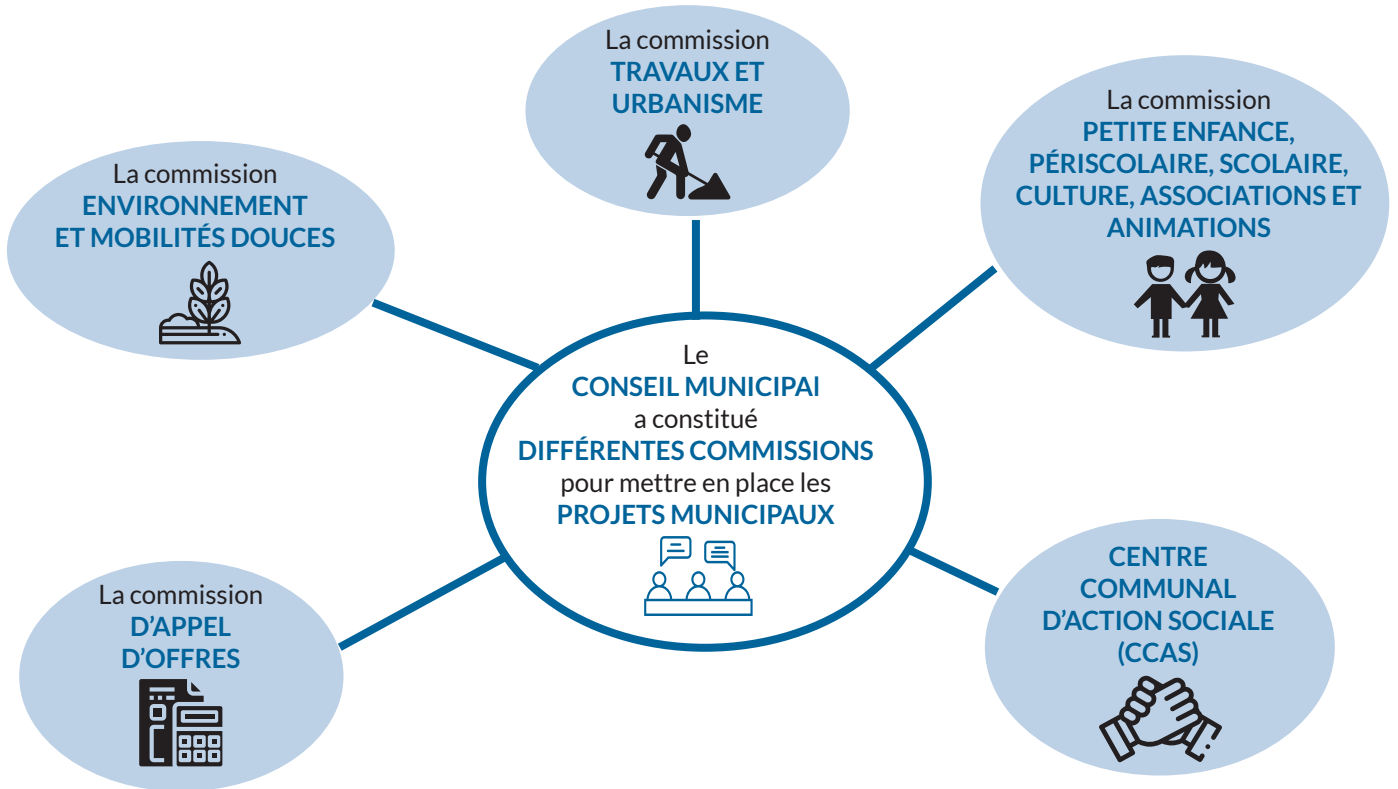 La commission
TRAVAUX ET
URBANISME
La commission
PETITE ENFANCE,
PÉRISCOLAIRE, SCOLAIRE,
CULTURE, ASSOCIATIONS ET
ANIMATIONS
La commission
ENVIRONNEMENT
ET MOBILITÉS DOUCES
Le
CONSEIL MUNICIPAl
a constitué
DIFFÉRENTES COMMISSIONS
pour mettre en place les
PROJETS MUNICIPAUX
La commission
D'APPEL
D'OFFRES
CENTRE
COMMUNAL
D'ACTION SOCIALE
(CCAS)